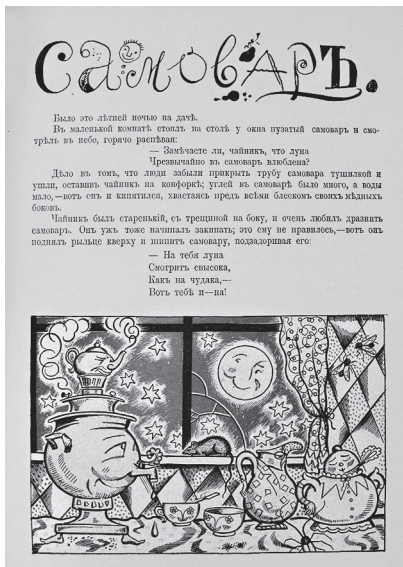 Самоваръ.
Было это лѣтней ночью на дачѣ.
Въ маленькой комнатѣ стоялъ на столѣ у окна пузатый самоваръ и смо-
трѣлъ въ небо, горячо распѣвая:
— Замѣчаете ли, чайникъ, что луна
Чрезвычайно въ самоваръ влюблена?
Дѣло въ томъ, что люди забыли прикрыть трубу самовара тушилкой и
ушли, оставивъ чайникъ на конфоркѣ; углей въ самоварѣ было много, а воды
мало,—вотъ онъ и кипятился, хвастаясь предъ всѣми блескомъ своихъ мѣдныхъ
боковъ.
Чайникъ былъ старенькій, съ трещиной на боку, и очень любилъ дразнить
самоваръ. Онъ ужъ тоже начиналъ закипать; это ему не нравилось,—вотъ онъ
поднялъ рыльце кверху и шипитъ самовару, подзадоривая его:
— На тебя луна
Смотритъ свысока,
Какъ на чудака,—
Вотъ тебѣ и—на!